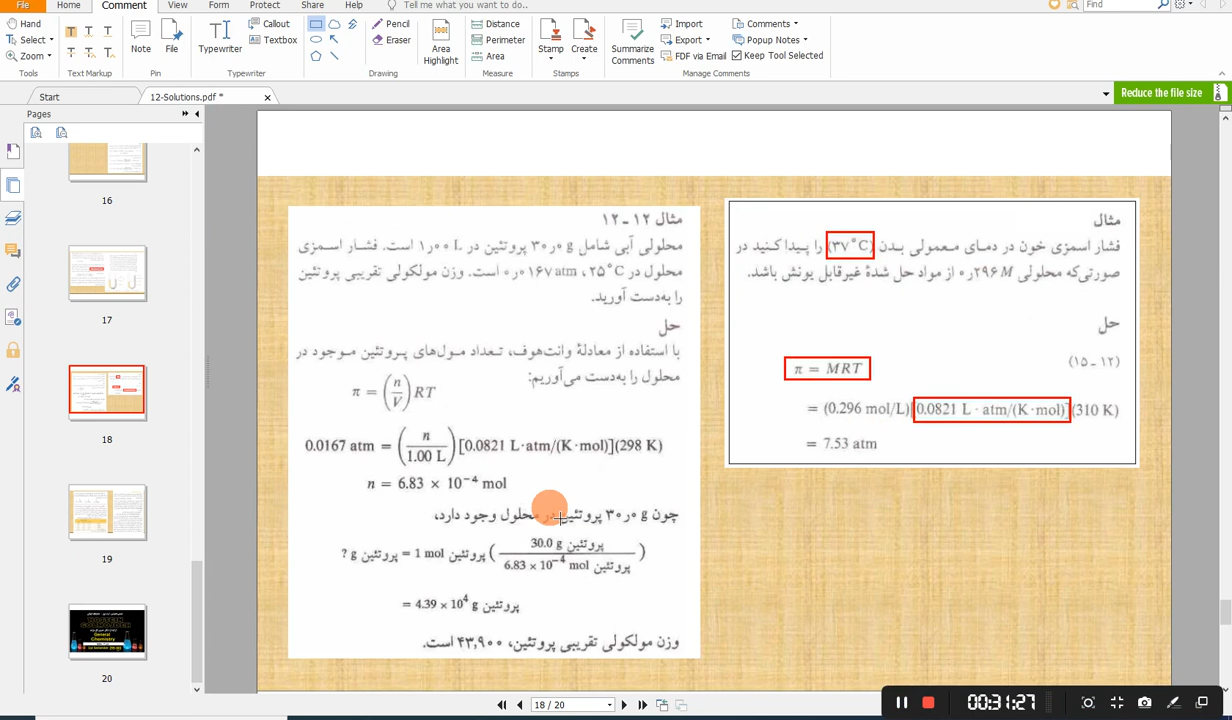 File
Home
Comment
View
Form
Protect
Share
Help
Tell me what you want to do..
Find
Hand
Select
Zoom
Tools
Text Markup
Note
File
Pin
Typewriter
Callout
Textbox
Typewriter
Pencil
Eraser
Drawing
Area
Highlight
Distance
Perimeter
Area
Measure
Stamp
Create
Stamps
Summarize
Comments
Import
Export
FDF via Email
Comments
Popup Notes
Keep Tool Selected
Manage Comments
Start
12-Solutions.pdf *
Reduce the file size
Pages
16
17
18
19
20
مثال ۱۲ـ۱۲
محلولی آبی شامل ۳۰٫۰ g پروتئین در ۱٫۰۰ L است. فشار اسمزی
محلول در ۲۵°C، ۰٫۰۱۶۷ atm است. وزن مولکولی تقریبی پروتئین
را به‌دست آورید.
حل
با استفاده از معادلهٔ وانت‌هوف، تعداد مول‌های پروتئین موجود در
محلول را به‌دست می‌آوریم:
π = (n/V) RT
0.0167 atm = (n/1.00 L) [0.0821 L·atm/(K·mol)](298 K)
n = 6.83 × 10⁻⁴ mol
چون ۳۰٫۰ g پروتئین در محلول وجود دارد،
? g پروتئین = 1 mol پروتئین (30.0 g پروتئین / 6.83 × 10⁻⁴ mol پروتئین)
= 4.39 × 10⁴ g پروتئین
وزن مولکولی تقریبی پروتئین، ۴۳,۹۰۰ است.
مثال
فشار اسمزی خون در دمای معمولی بدن (۳۷°C) را پیدا کنید در
صورتی‌که محلولی ۰٫۲۹۶ M از مواد حل شدهٔ غیرقابل یونش باشد.
حل
(۱۲ـ۱۵)
π = MRT
= (0.296 mol/L)[0.0821 L · atm/(K·mol)](310 K)
= 7.53 atm
18 / 20
00:31:27